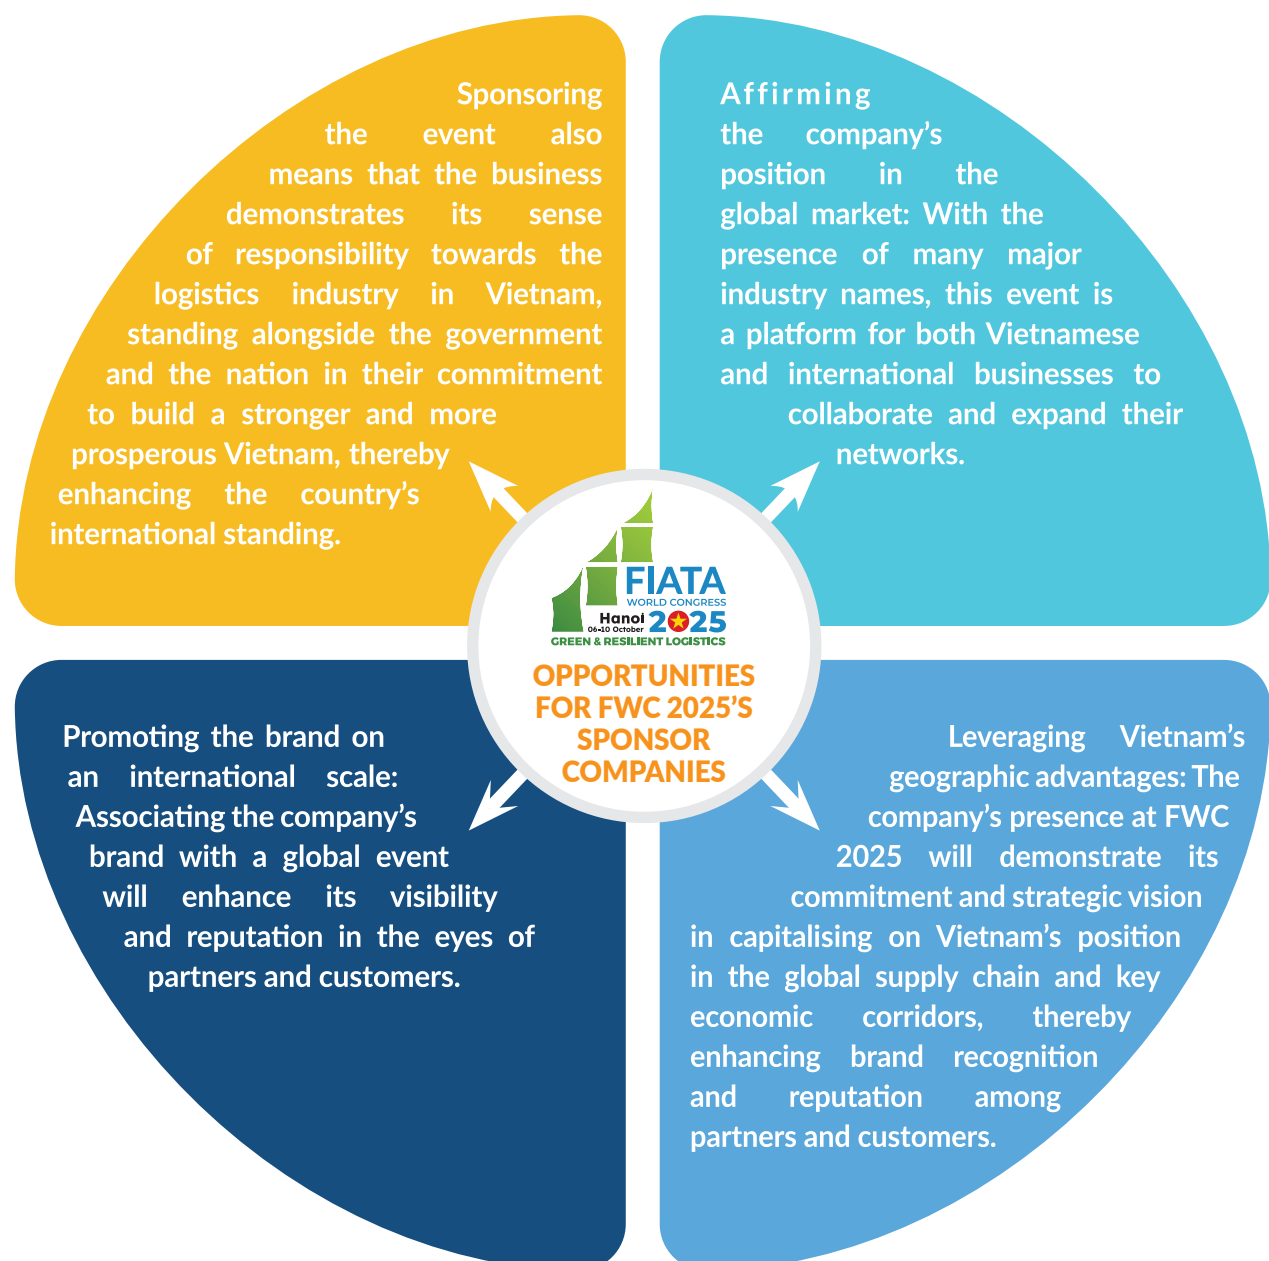 Sponsoring
the event also
means that the business
demonstrates its sense
of responsibility towards the
logistics industry in Vietnam,
standing alongside the government
and the nation in their commitment
to build a stronger and more
prosperous Vietnam, thereby
enhancing the country's
international standing.
Affirming
the company's
position in the
global market: With the
presence of many major
industry names, this event is
a platform for both Vietnamese
and international businesses to
collaborate and expand their
networks.
FIATA
WORLD CONGRESS
Hanoi 2025
06-10 October
GREEN & RESILIENT LOGISTICS
OPPORTUNITIES
FOR FWC 2025'S
SPONSOR
COMPANIES
Promoting the brand on
an international scale:
Associating the company's
brand with a global event
will enhance its visibility
and reputation in the eyes of
partners and customers.
Leveraging Vietnam's
geographic advantages: The
company's presence at FWC
2025 will demonstrate its
commitment and strategic vision
in capitalising on Vietnam's position
in the global supply chain and key
economic corridors, thereby
enhancing brand recognition
and reputation among
partners and customers.